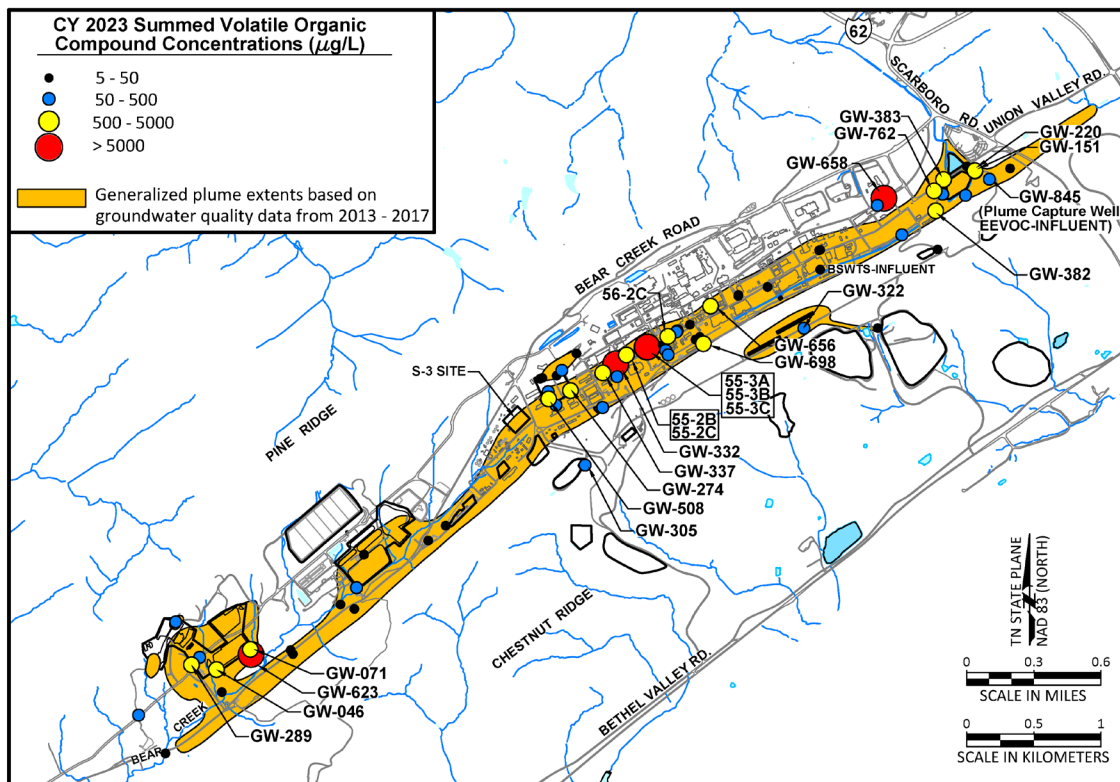 CY 2023 Summed Volatile Organic
Compound Concentrations (µg/L)
5 - 50
50 - 500
500 - 5000
> 5000
Generalized plume extents based on
groundwater quality data from 2013 - 2017
62
SCARBORO RD.
UNION VALLEY RD.
GW-383
GW-762
GW-220
GW-151
GW-658
GW-845
(Plume Capture Well
EEVOC-INFLUENT)
BEAR CREEK ROAD
BSWTS-INFLUENT
GW-382
56-2C
GW-322
GW-656
GW-698
S-3 SITE
55-3A
55-3B
55-3C
55-2B
55-2C
GW-332
PINE RIDGE
GW-337
GW-274
GW-508
GW-305
CHESTNUT RIDGE
TN STATE PLANE
NAD 83 (NORTH)
BETHEL VALLEY RD.
GW-071
GW-623
GW-046
GW-289
BEAR CREEK
0 0.3 0.6
SCALE IN MILES
0 0.5 1
SCALE IN KILOMETERS